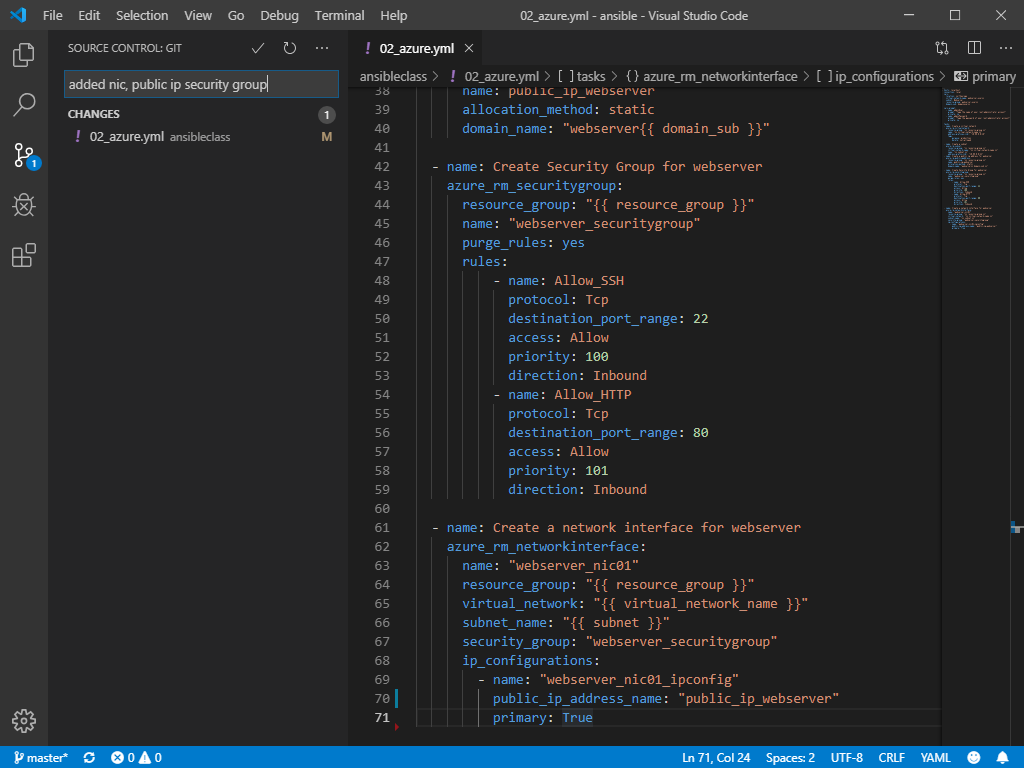 File Edit Selection View Go Debug Terminal Help 02_azure.yml - ansible - Visual Studio Code
SOURCE CONTROL: GIT
added nic, public ip security group
CHANGES 1
! 02_azure.yml ansibleclass M
1
! 02_azure.yml
ansibleclass > ! 02_azure.yml > [ ] tasks > {} azure_rm_networkinterface > [ ] ip_configurations > primary
38 name: public_ip_webserver
39 allocation_method: static
40 domain_name: "webserver{{ domain_sub }}"
41
42 - name: Create Security Group for webserver
43 azure_rm_securitygroup:
44 resource_group: "{{ resource_group }}"
45 name: "webserver_securitygroup"
46 purge_rules: yes
47 rules:
48 - name: Allow_SSH
49 protocol: Tcp
50 destination_port_range: 22
51 access: Allow
52 priority: 100
53 direction: Inbound
54 - name: Allow_HTTP
55 protocol: Tcp
56 destination_port_range: 80
57 access: Allow
58 priority: 101
59 direction: Inbound
60
61 - name: Create a network interface for webserver
62 azure_rm_networkinterface:
63 name: "webserver_nic01"
64 resource_group: "{{ resource_group }}"
65 virtual_network: "{{ virtual_network_name }}"
66 subnet_name: "{{ subnet }}"
67 security_group: "webserver_securitygroup"
68 ip_configurations:
69 - name: "webserver_nic01_ipconfig"
70 public_ip_address_name: "public_ip_webserver"
71 primary: True
master* 0 0 Ln 71, Col 24 Spaces: 2 UTF-8 CRLF YAML